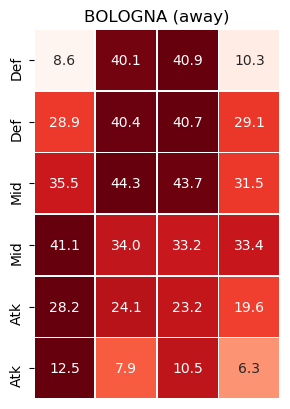 BOLOGNA (away)
Def 8.6 40.1 40.9 10.3
Def 28.9 40.4 40.7 29.1
Mid 35.5 44.3 43.7 31.5
Mid 41.1 34.0 33.2 33.4
Atk 28.2 24.1 23.2 19.6
Atk 12.5 7.9 10.5 6.3